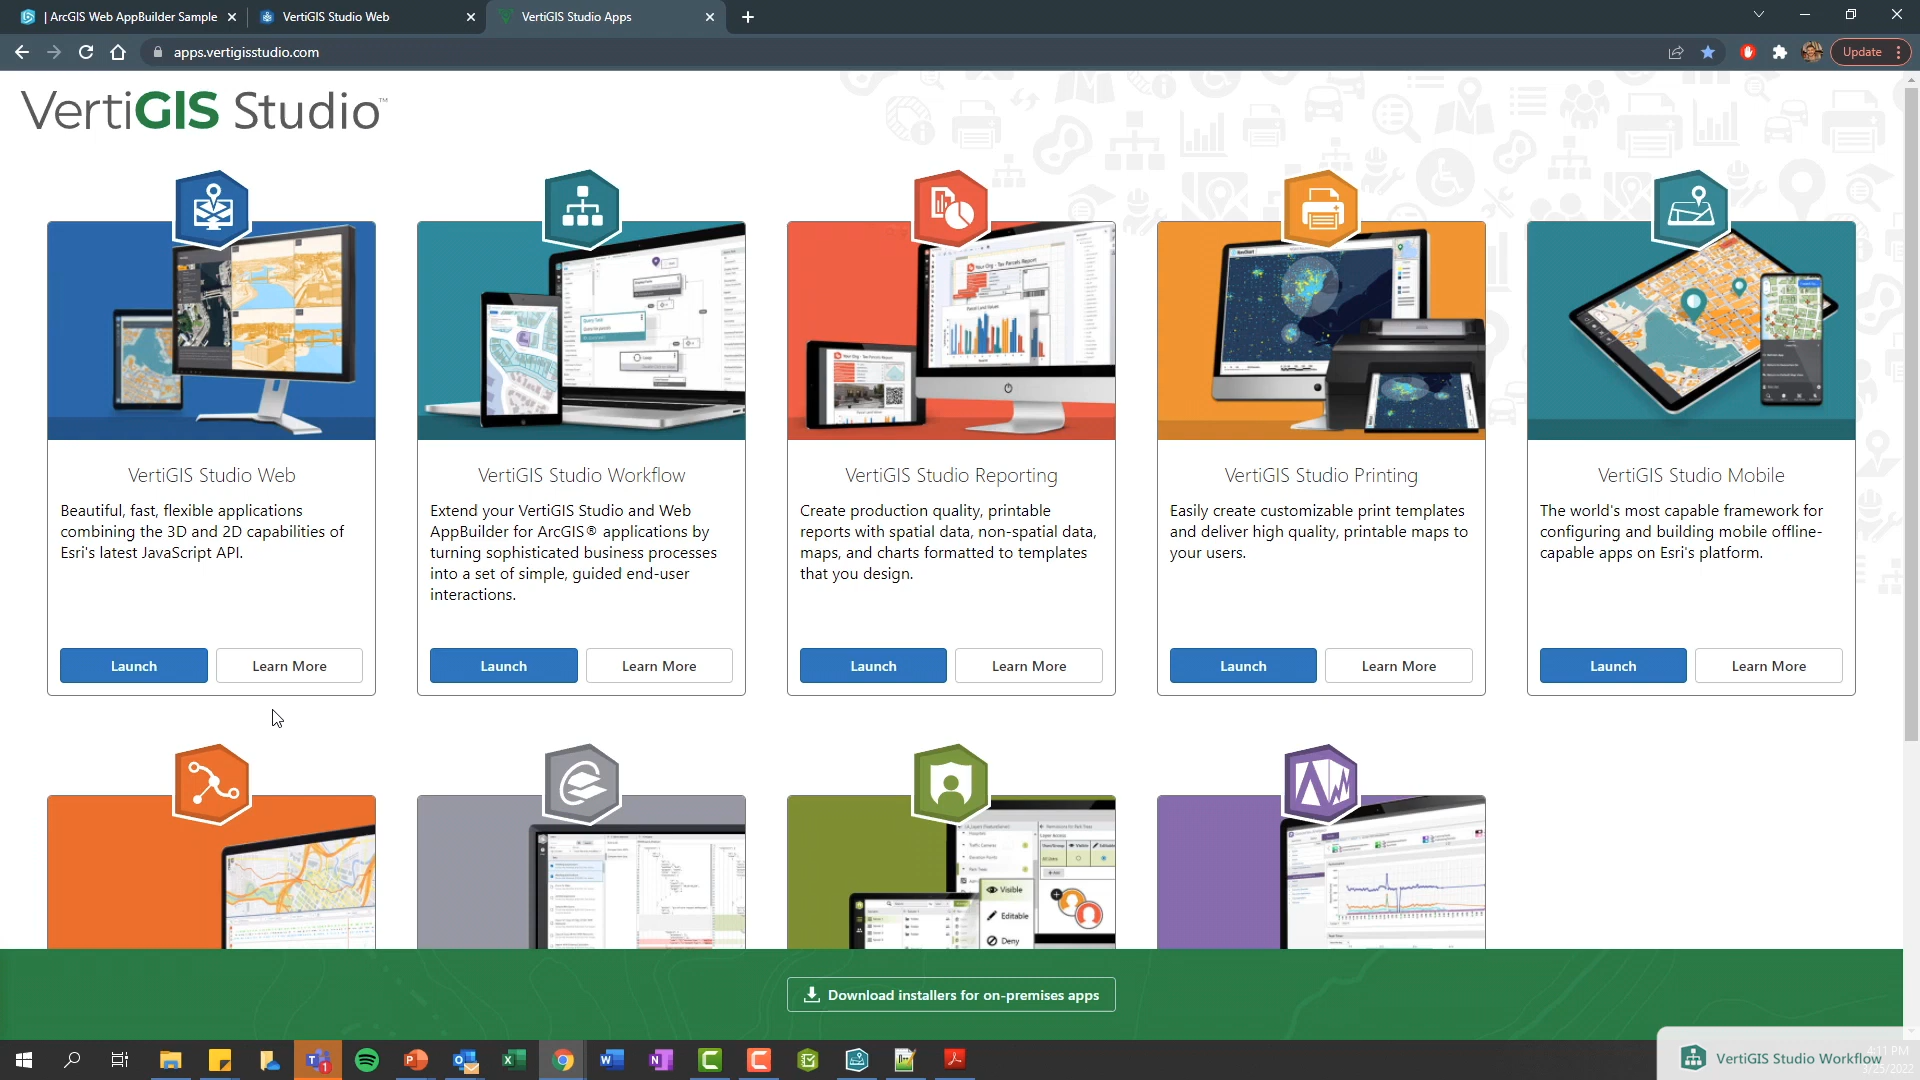 | ArcGIS Web AppBuilder Sample
VertiGIS Studio Web
VertiGIS Studio Apps
apps.vertigisstudio.com
Update
VertiGIS Studio™
VertiGIS Studio Web
Beautiful, fast, flexible applications
combining the 3D and 2D capabilities of
Esri's latest JavaScript API.
Launch
Learn More
VertiGIS Studio Workflow
Extend your VertiGIS Studio and Web
AppBuilder for ArcGIS® applications by
turning sophisticated business processes
into a set of simple, guided end-user
interactions.
Launch
Learn More
VertiGIS Studio Reporting
Create production quality, printable
reports with spatial data, non-spatial data,
maps, and charts formatted to templates
that you design.
Launch
Learn More
VertiGIS Studio Printing
Easily create customizable print templates
and deliver high quality, printable maps to
your users.
Launch
Learn More
VertiGIS Studio Mobile
The world's most capable framework for
configuring and building mobile offline-
capable apps on Esri's platform.
Launch
Learn More
Visible
Editable
Deny
Download installers for on-premises apps
VertiGIS Studio Workflow
4:11 PM
3/25/2022